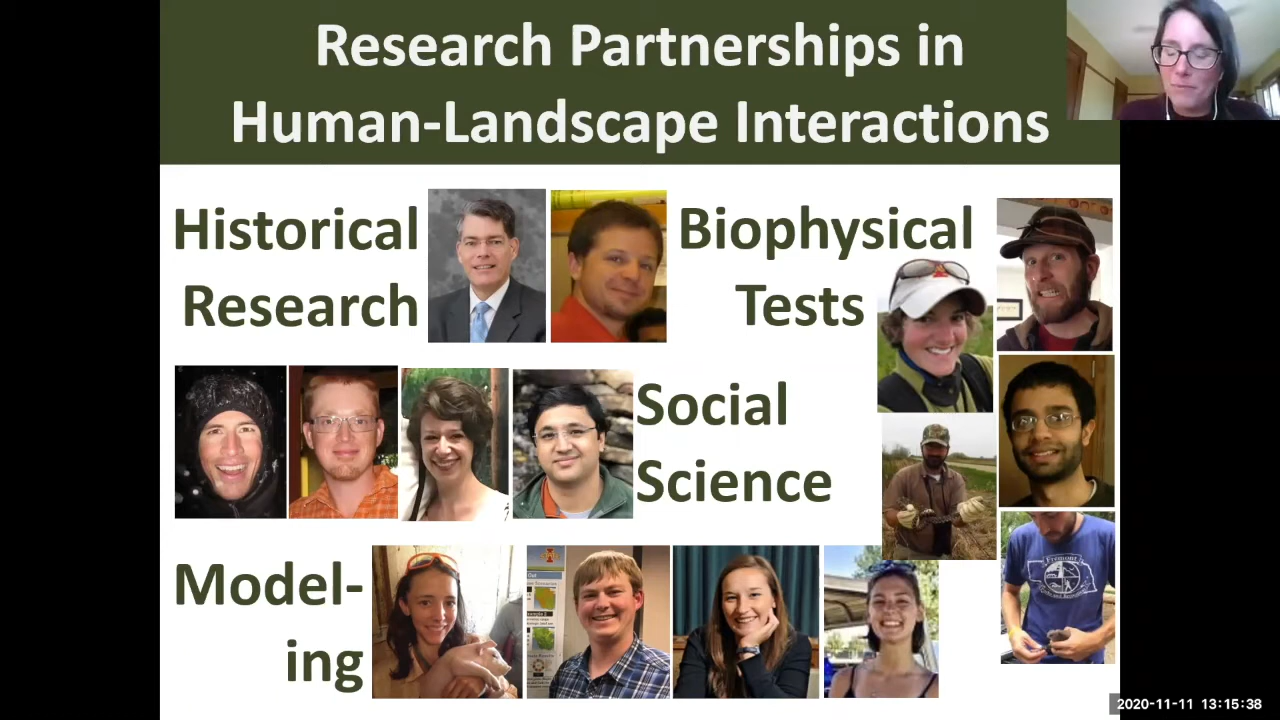 Research Partnerships in
Human-Landscape Interactions
Historical
Research
Biophysical
Tests
Social
Science
Model-
ing
2020-11-11 13:15:38